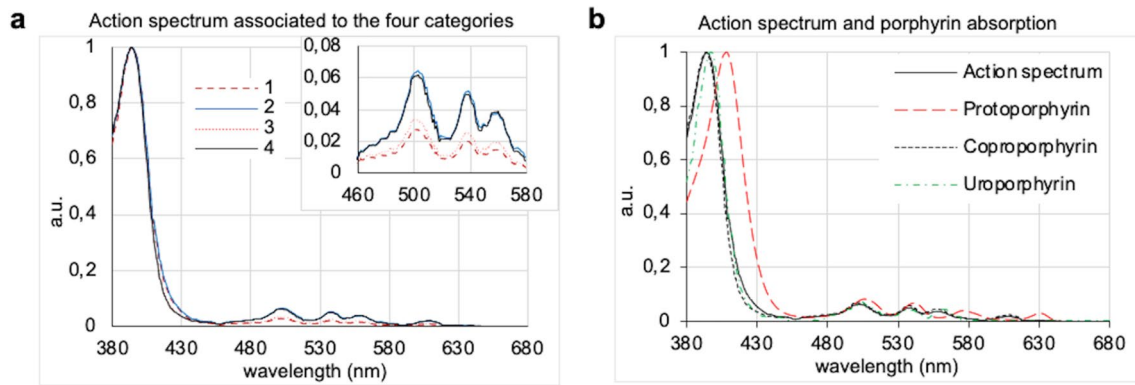 a
Action spectrum associated to the four categories
1
0,8
0,6
0,4
0,2
0
a.u.
380 430 480 530 580 630 680
wavelength (nm)
1
2
3
4
0,08
0,06
0,04
0,02
0
460 500 540 580
b
Action spectrum and porphyrin absorption
1
0,8
0,6
0,4
0,2
0
a.u.
380 430 480 530 580 630 680
wavelength (nm)
Action spectrum
Protoporphyrin
Coproporphyrin
Uroporphyrin